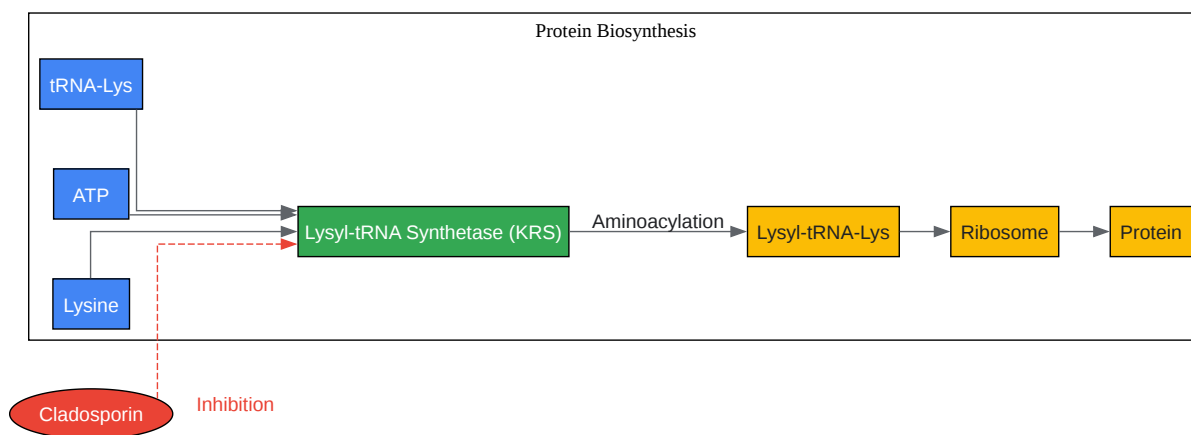 Protein Biosynthesis
tRNA-Lys
ATP
Lysine
Lysyl-tRNA Synthetase (KRS)
Aminoacylation
Lysyl-tRNA-Lys
Ribosome
Protein
Cladosporin
Inhibition